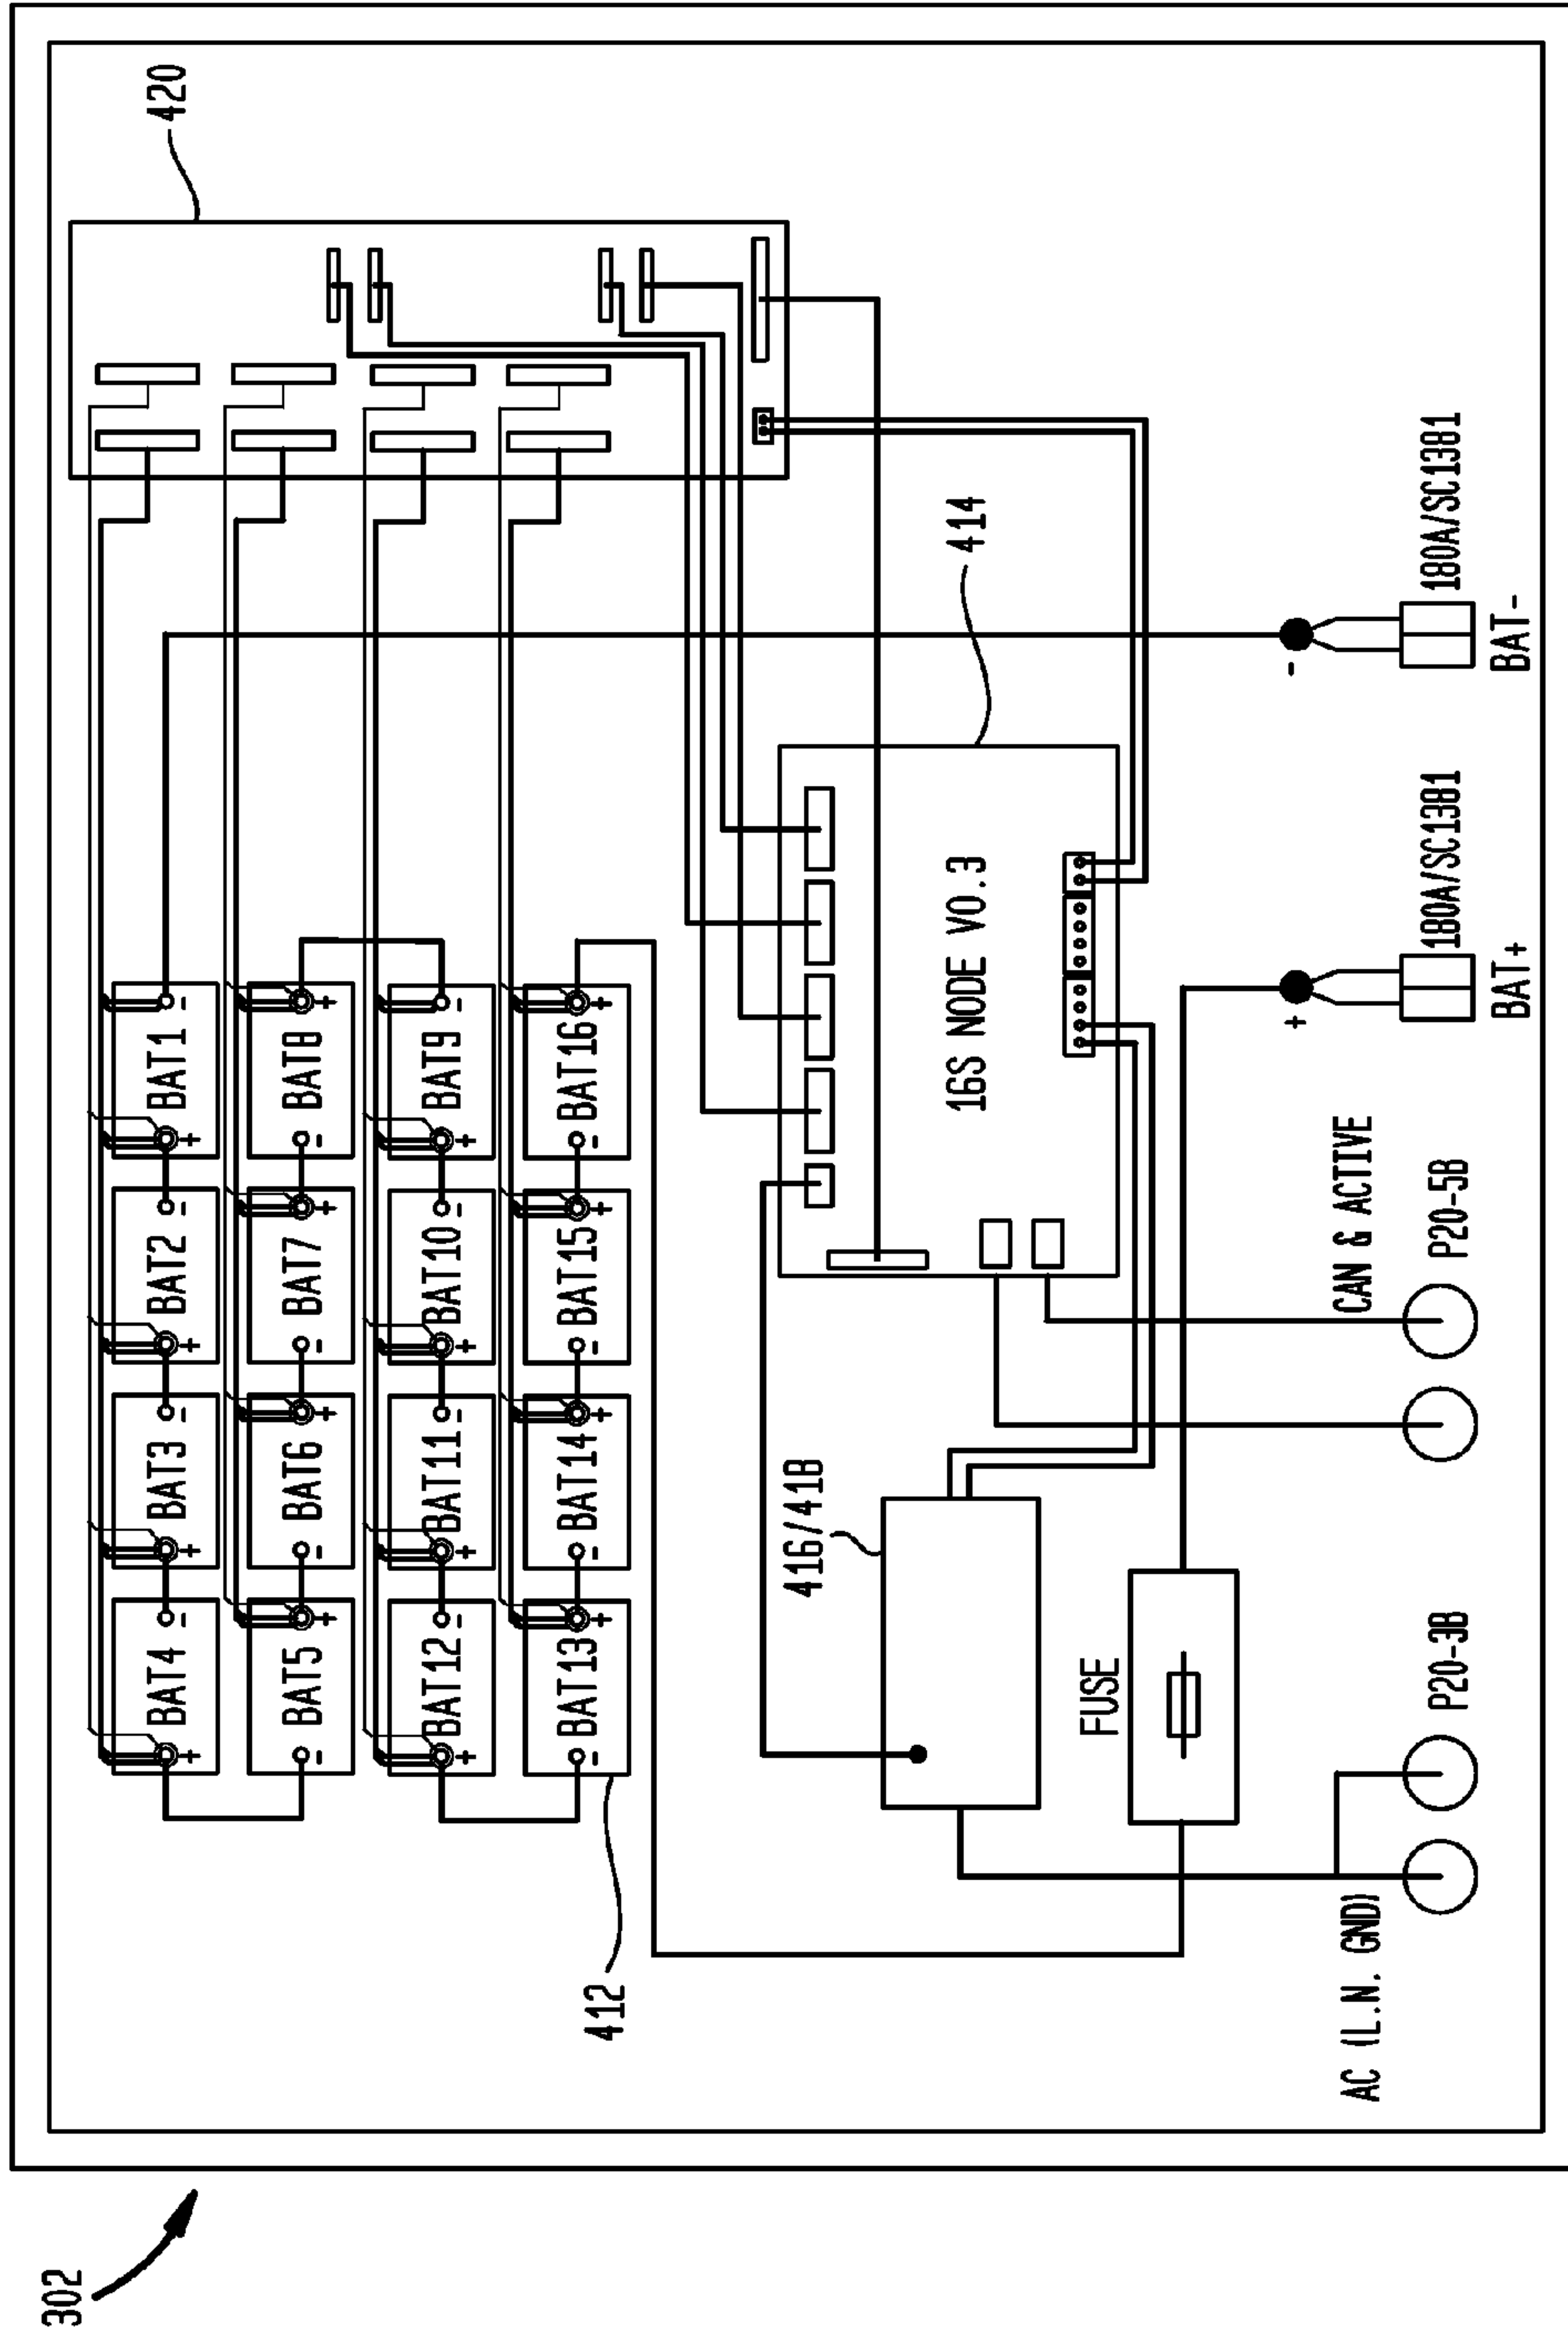 302
420
BAT4
BAT3
BAT2
BAT1
+
-
+
-
+
-
+
-
BAT5
BAT6
BAT7
BAT8
-
+
-
+
-
+
-
+
BAT12
BAT11
BAT10
BAT9
+
-
+
-
+
-
+
-
BAT13
BAT14
BAT15
BAT16
-
+
-
+
-
+
-
+
412
416/418
414
16S NODE V0.3
FUSE
+
-
AC (L.N. GND)
P20-3B
CAN & ACTIVE
P20-5B
180A/SC1381
BAT+
180A/SC1381
BAT-